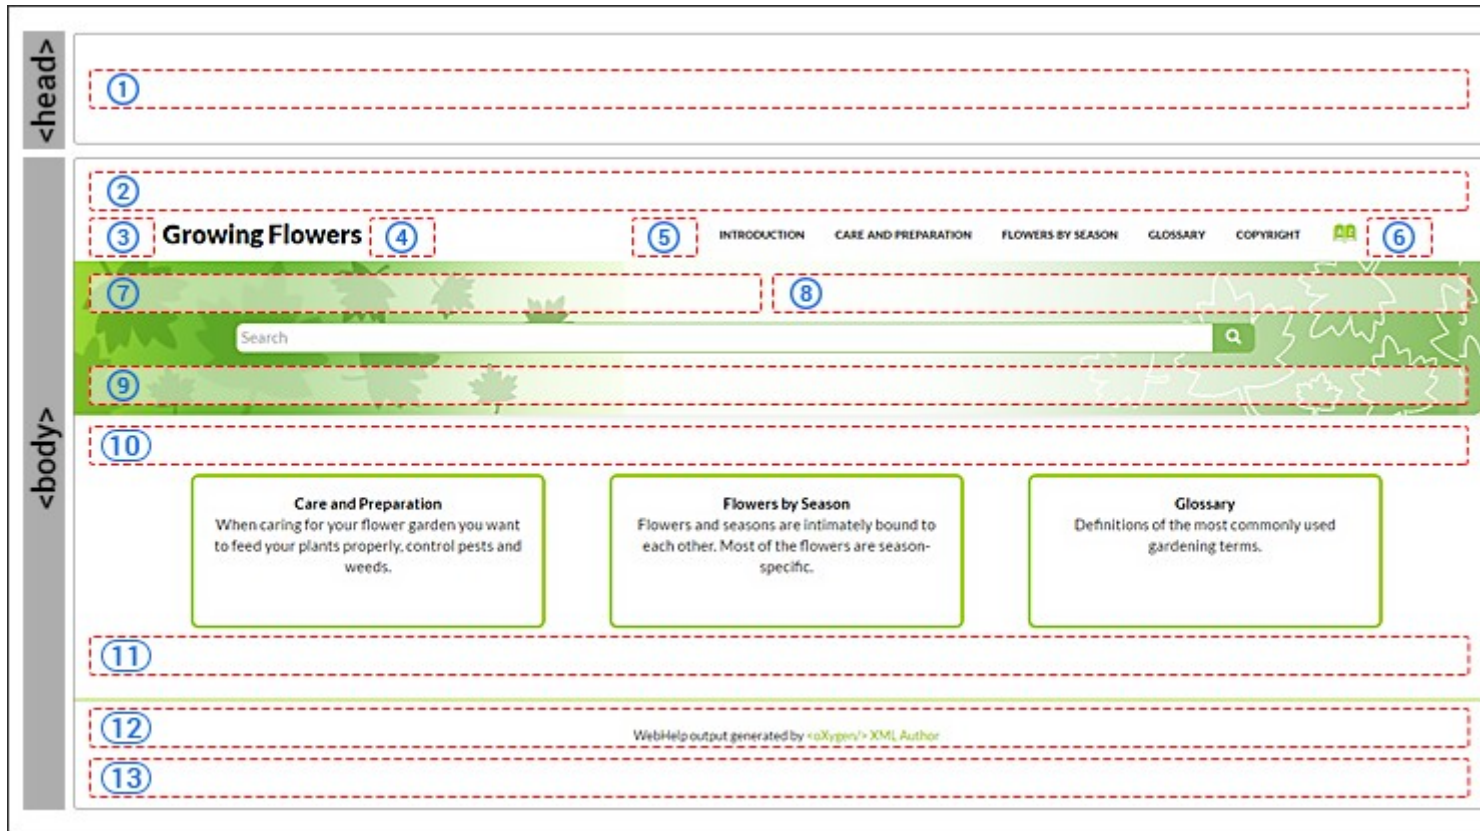 <head>
1
<body>
2
3 Growing Flowers 4 5 INTRODUCTION CARE AND PREPARATION FLOWERS BY SEASON GLOSSARY COPYRIGHT 6
7 8
Search
9
10
Care and Preparation
When caring for your flower garden you want
to feed your plants properly, control pests and
weeds.
Flowers by Season
Flowers and seasons are intimately bound to
each other. Most of the flowers are season-
specific.
Glossary
Definitions of the most commonly used
gardening terms.
11
12
WebHelp output generated by <oXygen/> XML Author
13